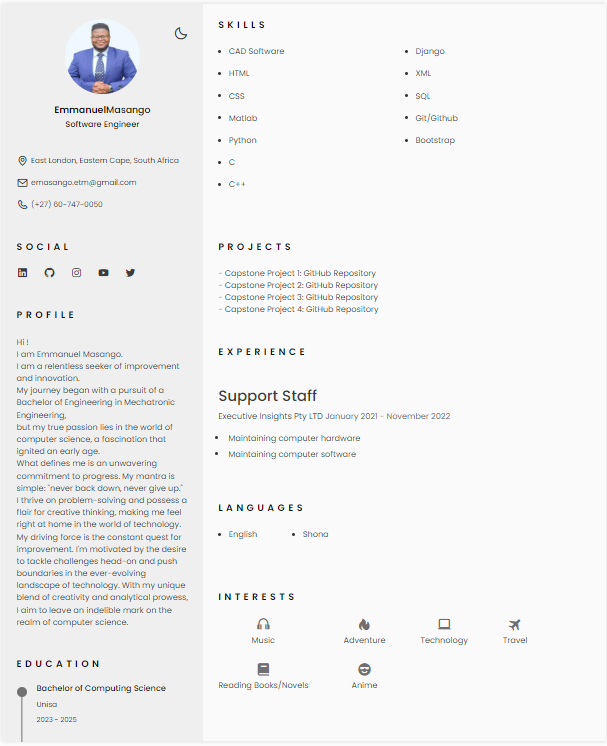 EmmanuelMasango
Software Engineer
East London, Eastern Cape, South Africa
emasango.etm@gmail.com
(+27) 60-747-0050
SOCIAL
PROFILE
Hi !
I am Emmanuel Masango.
I am a relentless seeker of improvement
and innovation.
My journey began with a pursuit of a
Bachelor of Engineering in Mechatronic
Engineering,
but my true passion lies in the world of
computer science, a fascination that
ignited an early age.
What defines me is an unwavering
commitment to progress. My mantra is
simple: "never back down, never give up."
I thrive on problem-solving and possess a
flair for creative thinking, making me feel
right at home in the world of technology.
My driving force is the constant quest for
improvement. I'm motivated by the desire
to tackle challenges head-on and push
boundaries in the ever-evolving
landscape of technology. With my unique
blend of creativity and analytical prowess,
I aim to leave an indelible mark on the
realm of computer science.
EDUCATION
Bachelor of Computing Science
Unisa
2023 - 2025
SKILLS
CAD Software
HTML
CSS
Matlab
Python
C
C++
Django
XML
SQL
Git/Github
Bootstrap
PROJECTS
- Capstone Project 1: GitHub Repository
- Capstone Project 2: GitHub Repository
- Capstone Project 3: GitHub Repository
- Capstone Project 4: GitHub Repository
EXPERIENCE
Support Staff
Executive Insights Pty LTD January 2021 - November 2022
Maintaining computer hardware
Maintaining computer software
LANGUAGES
English
Shona
INTERESTS
Music
Adventure
Technology
Travel
Reading Books/Novels
Anime